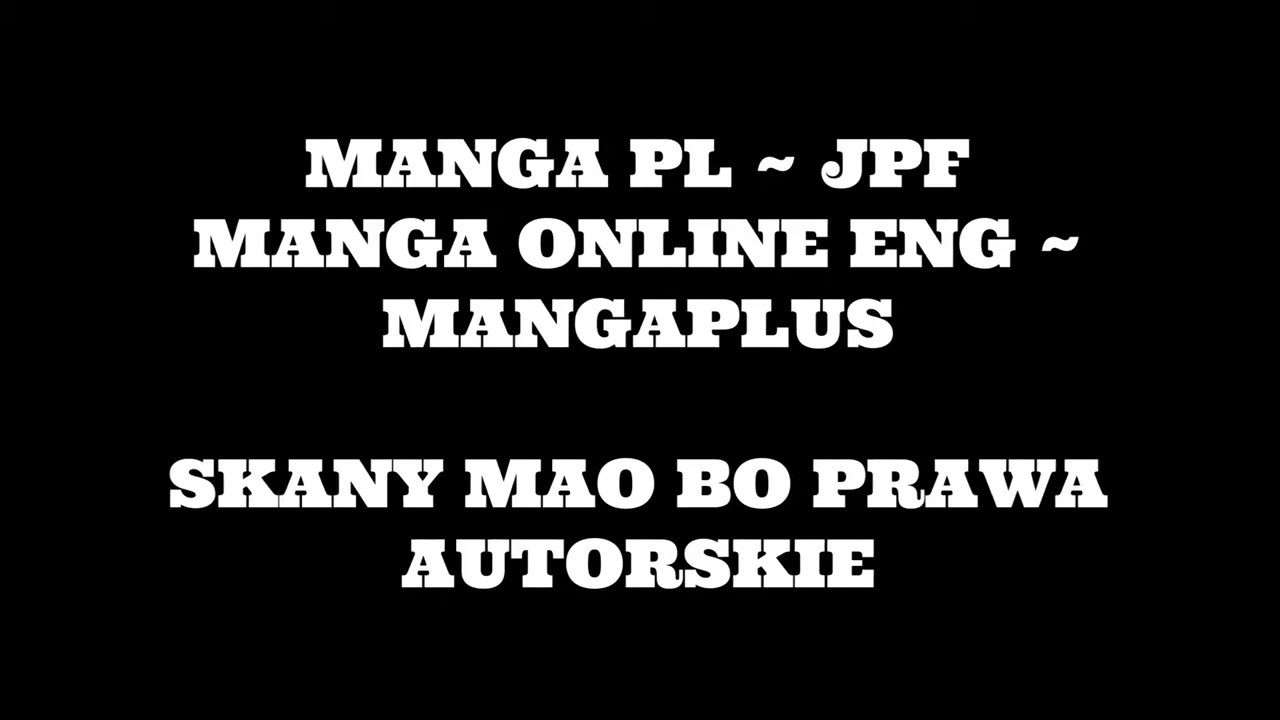 MANGA PL ~ JPF
MANGA ONLINE ENG ~
MANGAPLUS
SKANY MAO BO PRAWA
AUTORSKIE